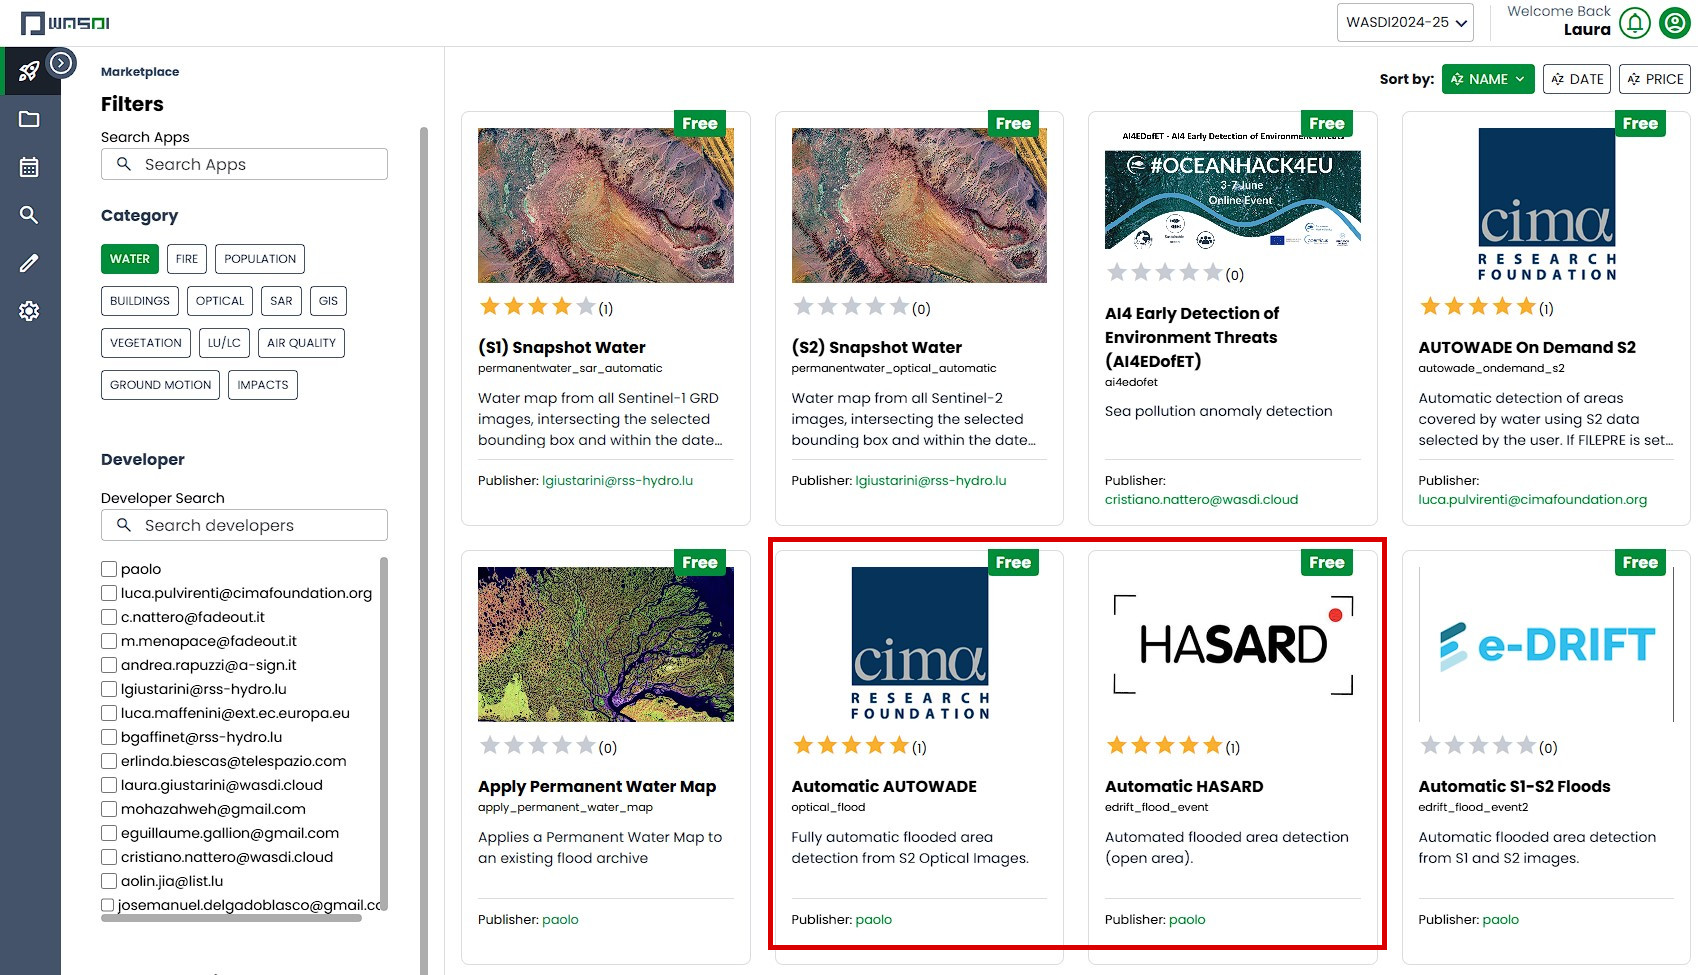 WASDI
WASDI2024-25
Welcome Back
Laura
Marketplace
Filters
Search Apps
Search Apps
Category
WATER
FIRE
POPULATION
BUILDINGS
OPTICAL
SAR
GIS
VEGETATION
LU/LC
AIR QUALITY
GROUND MOTION
IMPACTS
Developer
Developer Search
Search developers
paolo
luca.pulvirenti@cimafoundation.org
c.nattero@fadeout.it
m.menapace@fadeout.it
andrea.rapuzzi@a-sign.it
lgiustarini@rss-hydro.lu
luca.maffenini@ext.ec.europa.eu
bgaffinet@rss-hydro.lu
erlinda.biescas@telespazio.com
laura.giustarini@wasdi.cloud
mohazahweh@gmail.com
eguillaume.gallion@gmail.com
cristiano.nattero@wasdi.cloud
aolin.jia@list.lu
josemanuel.delgadoblasco@gmail.co
Sort by:
AZ NAME
AZ DATE
AZ PRICE
Free
(1)
(S1) Snapshot Water
permanentwater_sar_automatic
Water map from all Sentinel-1 GRD
images, intersecting the selected
bounding box and within the date...
Publisher: lgiustarini@rss-hydro.lu
Free
(0)
(S2) Snapshot Water
permanentwater_optical_automatic
Water map from all Sentinel-2
images, intersecting the selected
bounding box and within the date...
Publisher: lgiustarini@rss-hydro.lu
Free
AI4EDofET - AI4 Early Detection of Environment Threats
#OCEANHACK4EU
3-7 June
Online Event
(0)
AI4 Early Detection of
Environment Threats
(AI4EDofET)
ai4edofet
Sea pollution anomaly detection
Publisher:
cristiano.nattero@wasdi.cloud
Free
cima
RESEARCH
FOUNDATION
(1)
AUTOWADE On Demand S2
autowade_ondemand_s2
Automatic detection of areas
covered by water using S2 data
selected by the user. If FILEPRE is set...
Publisher:
luca.pulvirenti@cimafoundation.org
Free
(0)
Apply Permanent Water Map
apply_permanent_water_map
Applies a Permanent Water Map to
an existing flood archive
Publisher: paolo
Free
cima
RESEARCH
FOUNDATION
(1)
Automatic AUTOWADE
optical_flood
Fully automatic flooded area
detection from S2 Optical Images.
Publisher: paolo
Free
HASARD
(1)
Automatic HASARD
edrift_flood_event
Automated flooded area detection
(open area).
Publisher: paolo
Free
e-DRIFT
(0)
Automatic S1-S2 Floods
edrift_flood_event2
Automatic flooded area detection
from S1 and S2 images.
Publisher: paolo